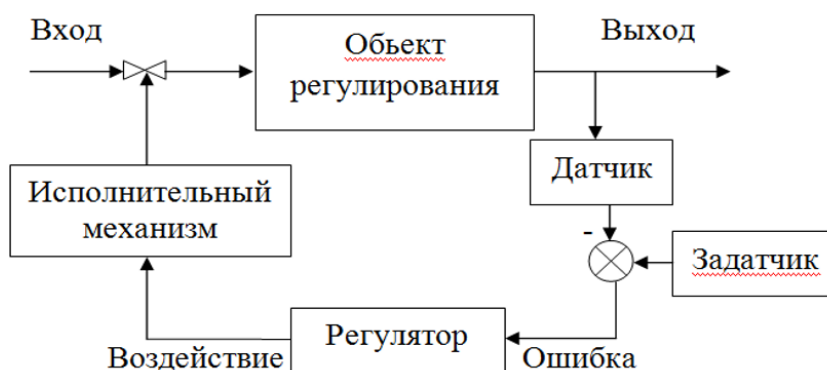 Вход
Обьект
регулирования
Выход
Датчик
Исполнительный
механизм
-
Задатчик
Регулятор
Воздействие
Ошибка